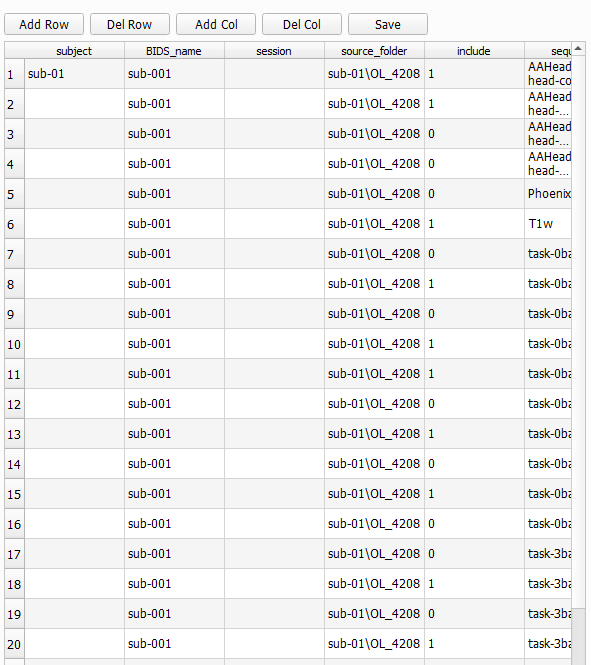 Add Row Del Row Add Col Del Col Save
subject BIDS_name session source_folder include sequ
1 sub-01 sub-001 sub-01\OL_4208 1 AAHead
head-co
2 sub-001 sub-01\OL_4208 1 AAHead
head-...
3 sub-001 sub-01\OL_4208 0 AAHead
head-...
4 sub-001 sub-01\OL_4208 0 AAHead
head-...
5 sub-001 sub-01\OL_4208 0 Phoenix
6 sub-001 sub-01\OL_4208 1 T1w
7 sub-001 sub-01\OL_4208 0 task-0ba
8 sub-001 sub-01\OL_4208 1 task-0ba
9 sub-001 sub-01\OL_4208 0 task-0ba
10 sub-001 sub-01\OL_4208 1 task-0ba
11 sub-001 sub-01\OL_4208 1 task-0ba
12 sub-001 sub-01\OL_4208 0 task-0ba
13 sub-001 sub-01\OL_4208 1 task-0ba
14 sub-001 sub-01\OL_4208 0 task-0ba
15 sub-001 sub-01\OL_4208 1 task-0ba
16 sub-001 sub-01\OL_4208 0 task-0ba
17 sub-001 sub-01\OL_4208 0 task-3ba
18 sub-001 sub-01\OL_4208 1 task-3ba
19 sub-001 sub-01\OL_4208 0 task-3ba
20 sub-001 sub-01\OL_4208 1 task-3ba